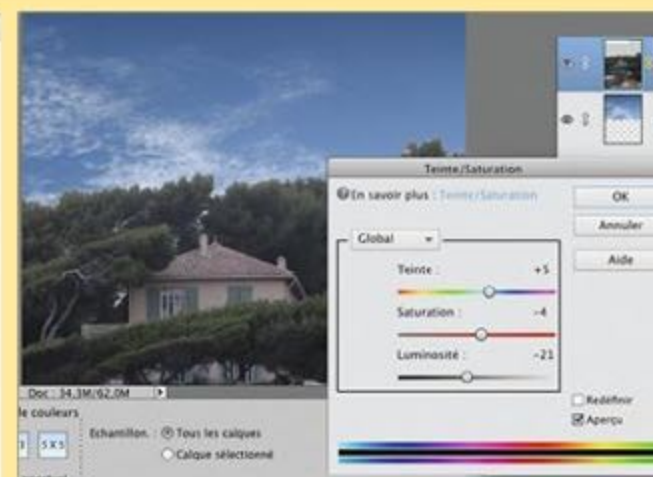 Teinte/Saturation
En savoir plus : Teinte/Saturation
OK
Annuler
Aide
Global
Teinte : +5
Saturation : -4
Luminosité : -21
Redéfinir
Aperçu
Doc : 34,3M/62,0M
le couleurs
5 X 5
Echantillon. : Tous les calques
Calque sélectionné